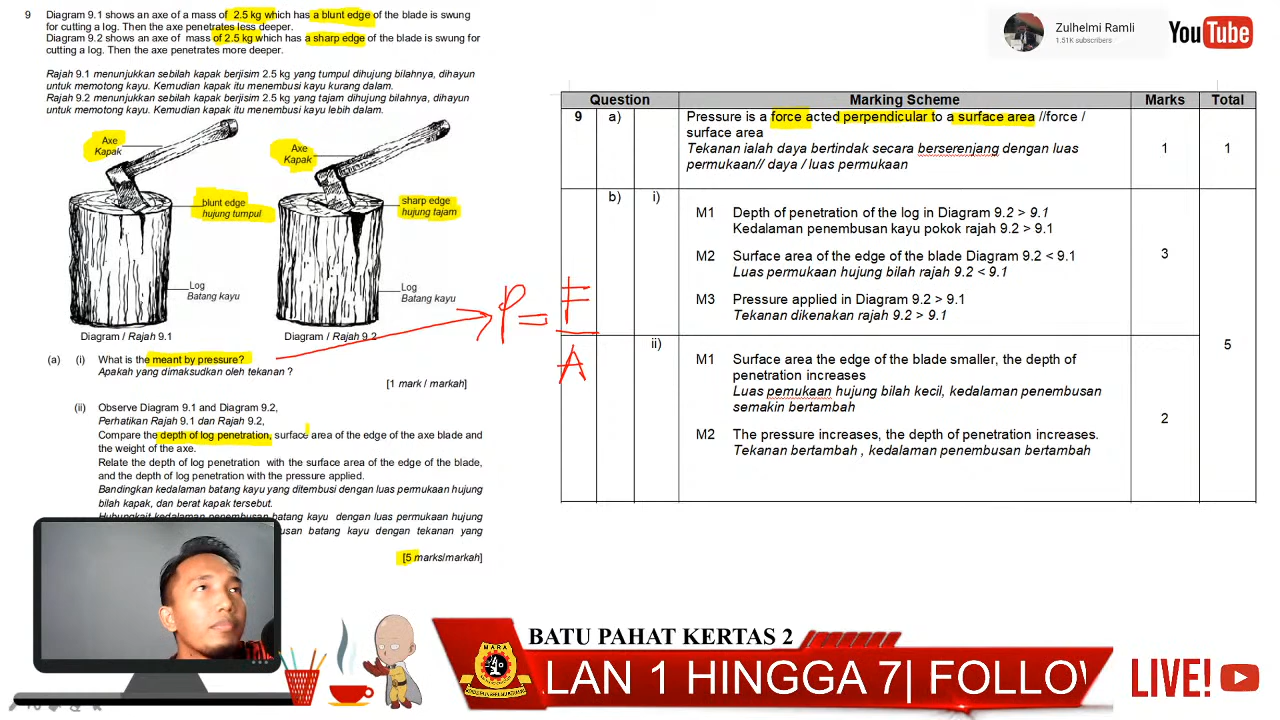 9 Diagram 9.1 shows an axe of a mass of 2.5 kg which has a blunt edge of the blade is swung
for cutting a log. Then the axe penetrates less deeper.
Diagram 9.2 shows an axe of mass of 2.5 kg which has a sharp edge of the blade is swung for
cutting a log. Then the axe penetrates more deeper.
Rajah 9.1 menunjukkan sebilah kapak berjisim 2.5 kg yang tumpul dihujung bilahnya, dihayun
untuk memotong kayu. Kemudian kapak itu menembusi kayu kurang dalam.
Rajah 9.2 menunjukkan sebilah kapak berjisim 2.5 kg yang tajam dihujung bilahnya, dihayun
untuk memotong kayu. Kemudian kapak itu menembusi kayu lebih dalam.
Axe
Kapak
blunt edge
hujung tumpul
Log
Batang kayu
Diagram / Rajah 9.1
Axe
Kapak
sharp edge
hujung tajam
Log
Batang kayu
Diagram / Rajah 9.2
(a) (i) What is the meant by pressure?
Apakah yang dimaksudkan oleh tekanan ?
[1 mark / markah]
(ii) Observe Diagram 9.1 and Diagram 9.2,
Perhatikan Rajah 9.1 dan Rajah 9.2,
Compare the depth of log penetration, surface area of the edge of the axe blade and
the weight of the axe.
Relate the depth of log penetration with the surface area of the edge of the blade,
and the depth of log penetration with the pressure applied.
Bandingkan kedalaman batang kayu yang ditembusi dengan luas permukaan hujung
bilah kapak, dan berat kapak tersebut.
Hubungkait kedalaman penembusan batang kayu dengan luas permukaan hujung
batang kayu dengan tekanan yang
[5 marks/markah]
P = F
A
Zulhelmi Ramli
1.51K subscribers
YouTube
Question Marking Scheme Marks Total
9 a) Pressure is a force acted perpendicular to a surface area //force /
surface area
Tekanan ialah daya bertindak secara berserenjang dengan luas
permukaan// daya / luas permukaan
1 1
b) i)
M1 Depth of penetration of the log in Diagram 9.2 > 9.1
Kedalaman penembusan kayu pokok rajah 9.2 > 9.1
M2 Surface area of the edge of the blade Diagram 9.2 < 9.1
Luas permukaan hujung bilah rajah 9.2 < 9.1
M3 Pressure applied in Diagram 9.2 > 9.1
Tekanan dikenakan rajah 9.2 > 9.1
3
5
ii)
M1 Surface area the edge of the blade smaller, the depth of
penetration increases
Luas pemukaan hujung bilah kecil, kedalaman penembusan
semakin bertambah
M2 The pressure increases, the depth of penetration increases.
Tekanan bertambah , kedalaman penembusan bertambah
2
BATU PAHAT KERTAS 2
MARA
LAN 1 HINGGA 7| FOLLOW
LIVE!